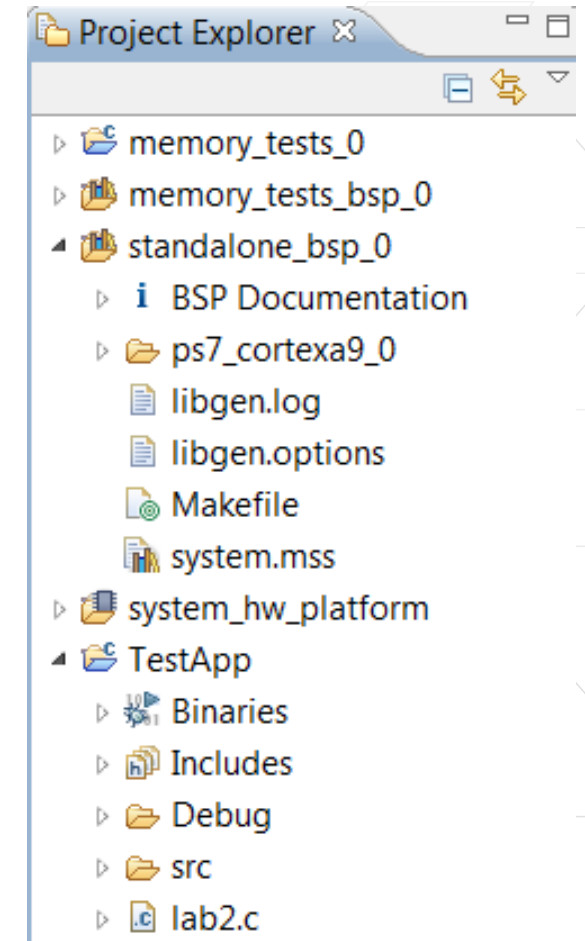 Project Explorer
memory_tests_0
memory_tests_bsp_0
standalone_bsp_0
BSP Documentation
ps7_cortexa9_0
libgen.log
libgen.options
Makefile
system.mss
system_hw_platform
TestApp
Binaries
Includes
Debug
src
lab2.c